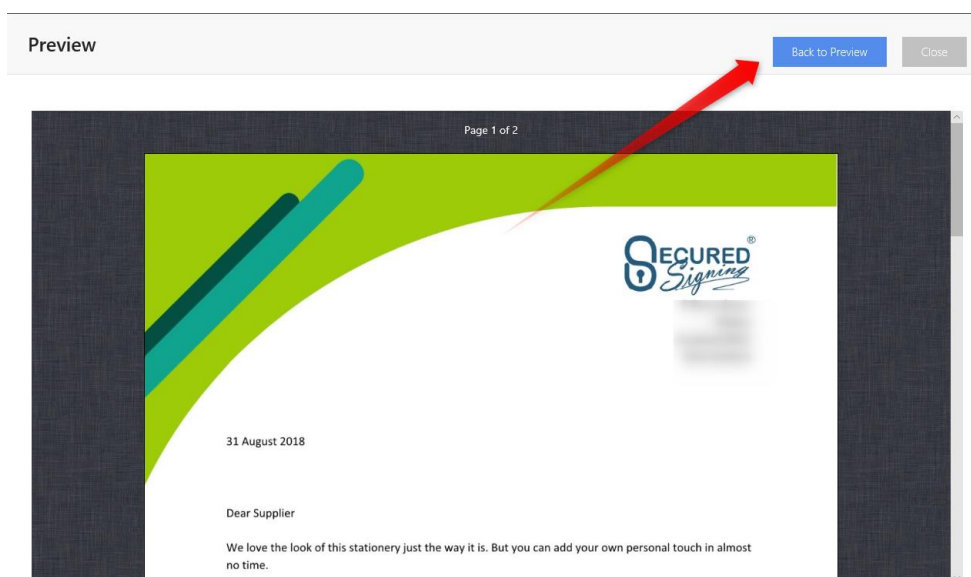 Preview
Back to Preview
Close
Page 1 of 2
SECURED®
Signing
31 August 2018
Dear Supplier
We love the look of this stationery just the way it is. But you can add your own personal touch in almost
no time.